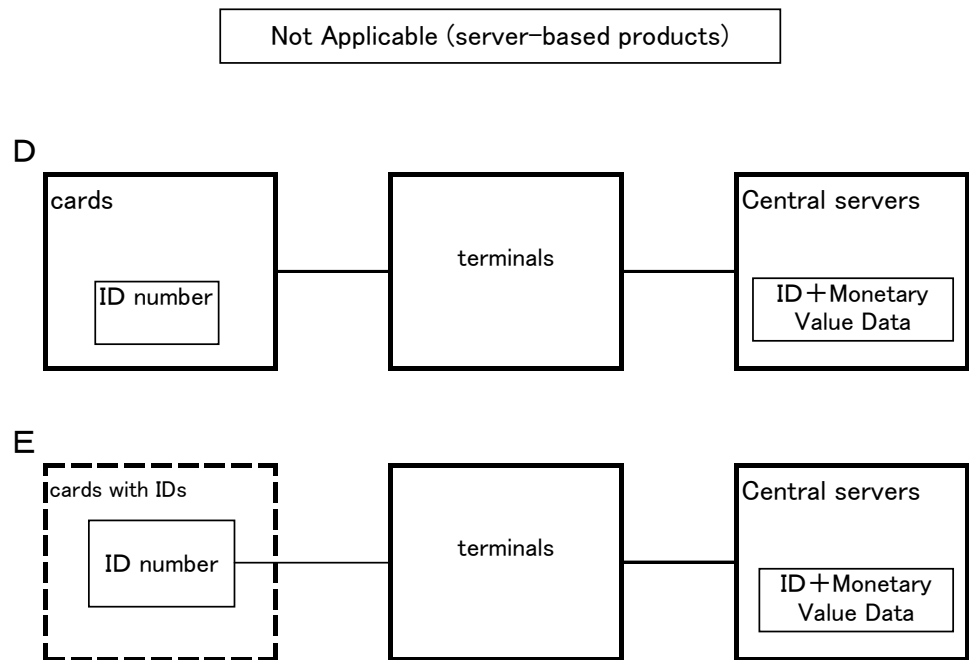 Not Applicable (server-based products)
D
cards
ID number
terminals
Central servers
ID+Monetary
Value Data
E
cards with IDs
ID number
terminals
Central servers
ID+Monetary
Value Data